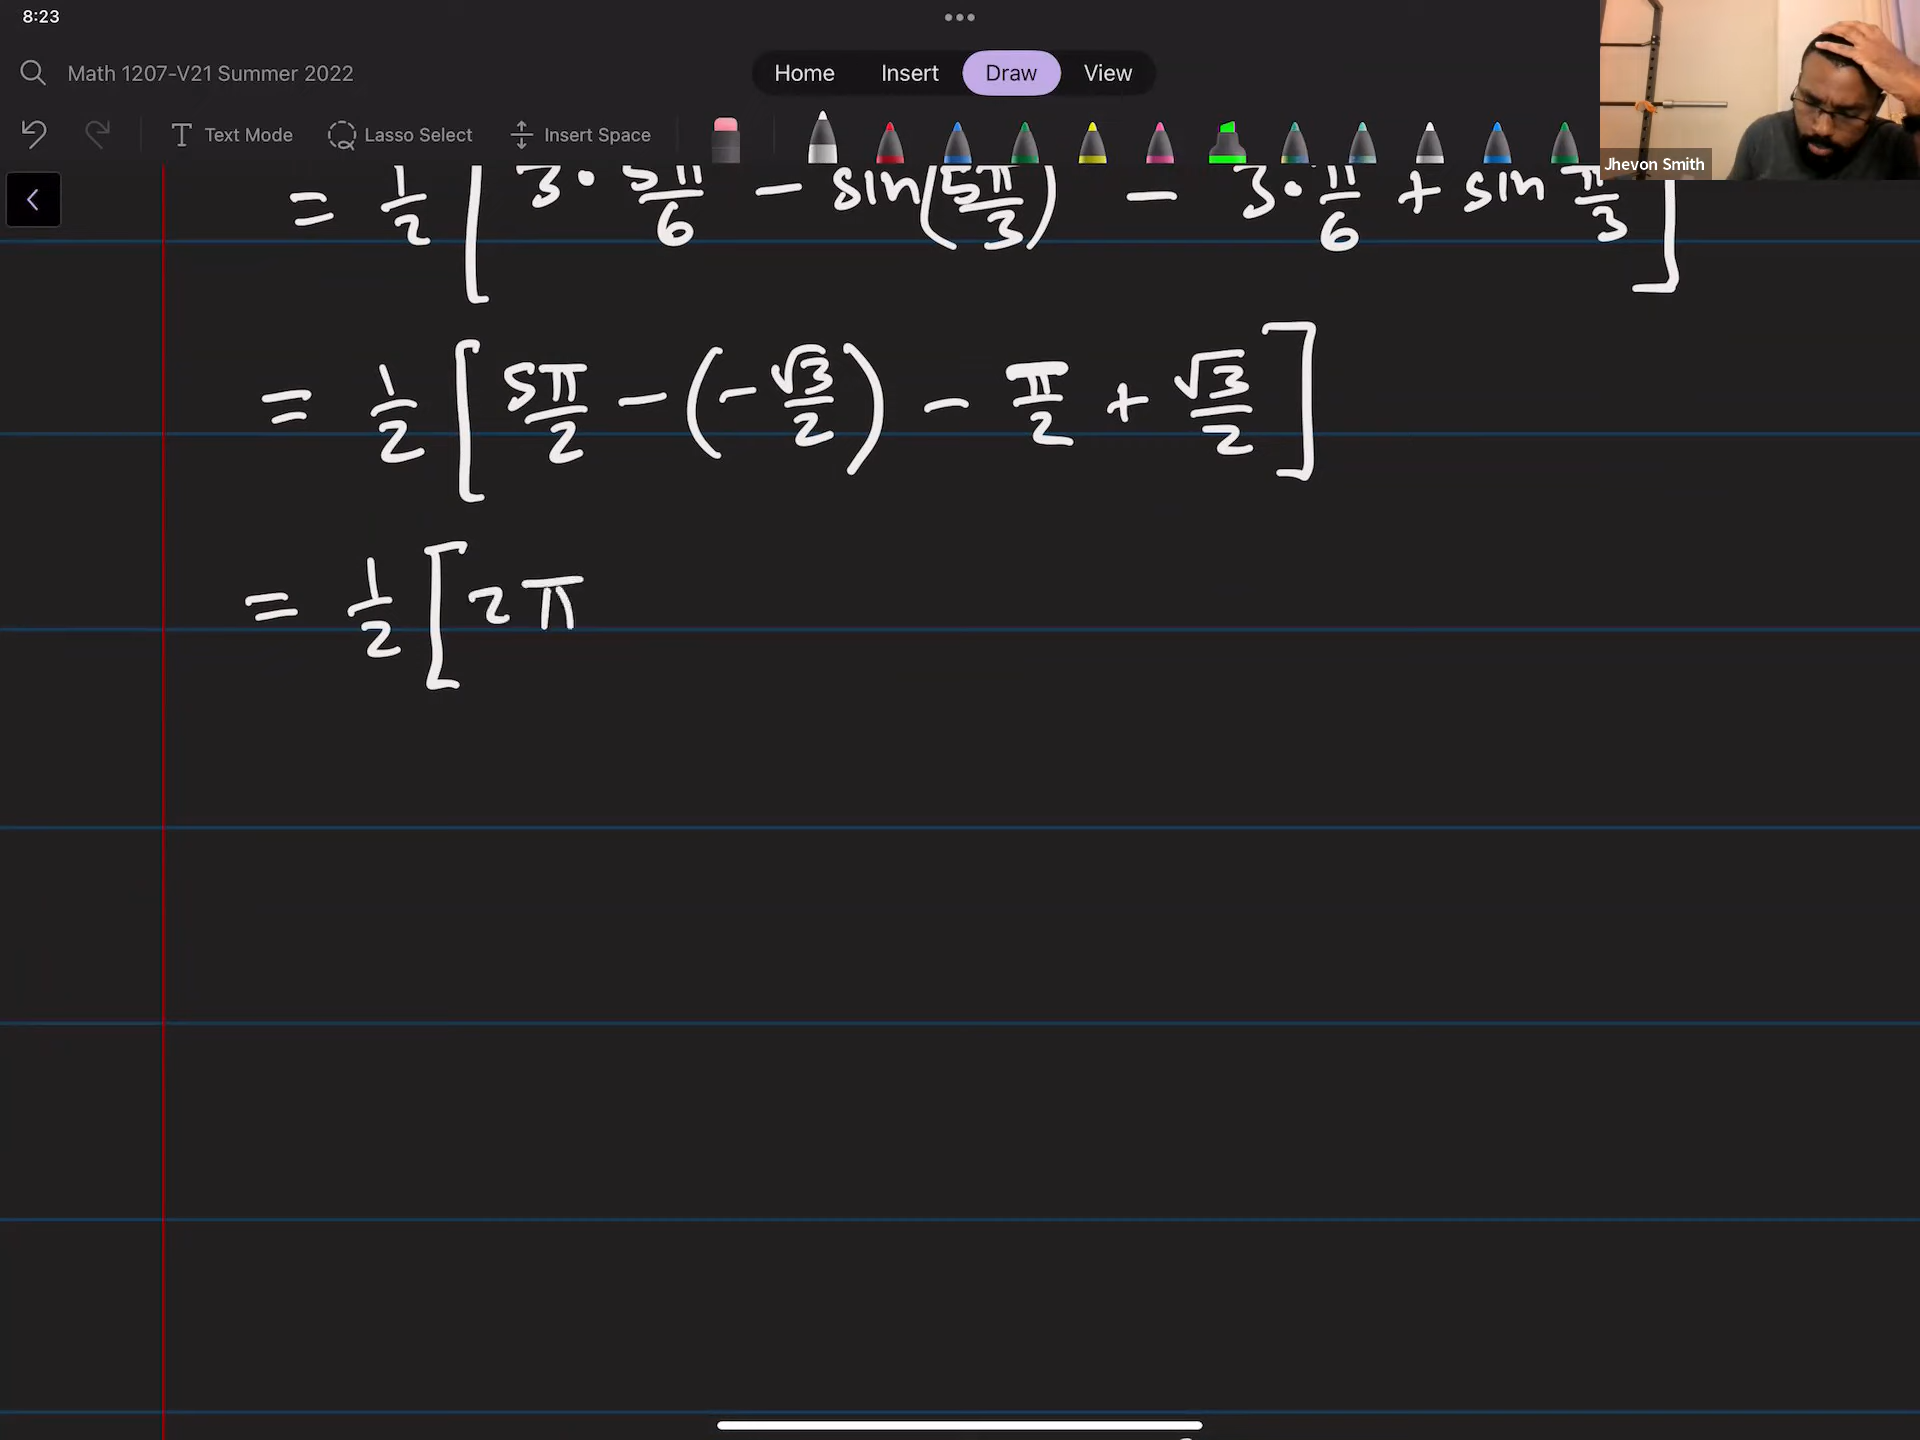 8:23
Math 1207-V21 Summer 2022
Home Insert Draw View
Text Mode Lasso Select Insert Space
Jhevon Smith
= 1/2 [ 3 • 5π/6 − sin(5π/3) − 3 • π/6 + sin π/3 ]
= 1/2 [ 5π/2 − (−√3/2) − π/2 + √3/2 ]
= 1/2 [ 2π